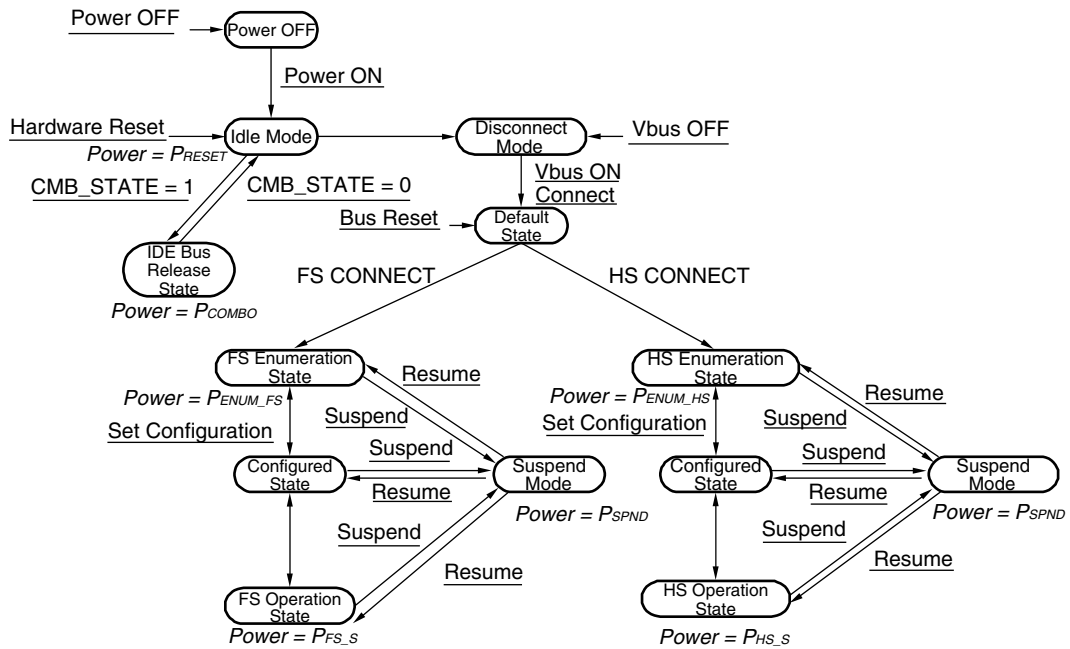 Power OFF
Power OFF
Power ON
Hardware Reset
Idle Mode
Power = PRESET
Disconnect
Mode
Vbus OFF
CMB_STATE = 1
CMB_STATE = 0
Vbus ON
Connect
Bus Reset
Default
State
IDE Bus
Release
State
Power = PCOMBO
FS CONNECT
HS CONNECT
FS Enumeration
State
Power = PENUM_FS
Resume
Set Configuration
Suspend
Configured
State
Suspend
Resume
Suspend
Mode
Power = PSPND
Suspend
Resume
FS Operation
State
Power = PFS_S
HS Enumeration
State
Power = PENUM_HS
Resume
Set Configuration
Suspend
Configured
State
Suspend
Resume
Suspend
Mode
Power = PSPND
Suspend
Resume
HS Operation
State
Power = PHS_S